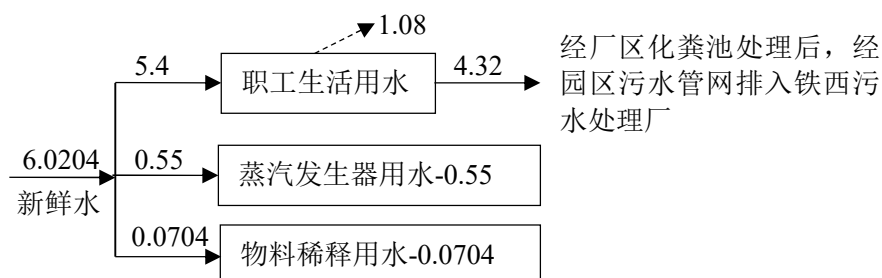 1.08
5.4
职工生活用水
4.32
经厂区化粪池处理后，经
园区污水管网排入铁西污
水处理厂
6.0204
新鲜水
0.55
蒸汽发生器用水-0.55
0.0704
物料稀释用水-0.0704